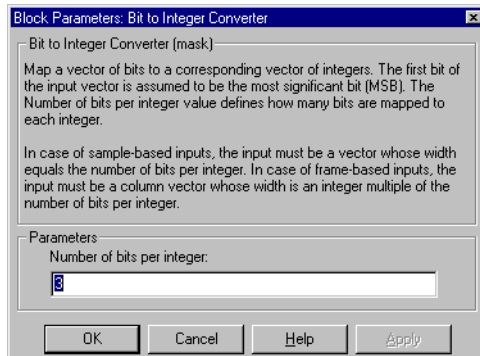 Block Parameters: Bit to Integer Converter
Bit to Integer Converter (mask)
Map a vector of bits to a corresponding vector of integers. The first bit of
the input vector is assumed to be the most significant bit (MSB). The
Number of bits per integer value defines how many bits are mapped to
each integer.
In case of sample-based inputs, the input must be a vector whose width
equals the number of bits per integer. In case of frame-based inputs, the
input must be a column vector whose width is an integer multiple of the
number of bits per integer.
Parameters
Number of bits per integer:
3
OK Cancel Help Apply